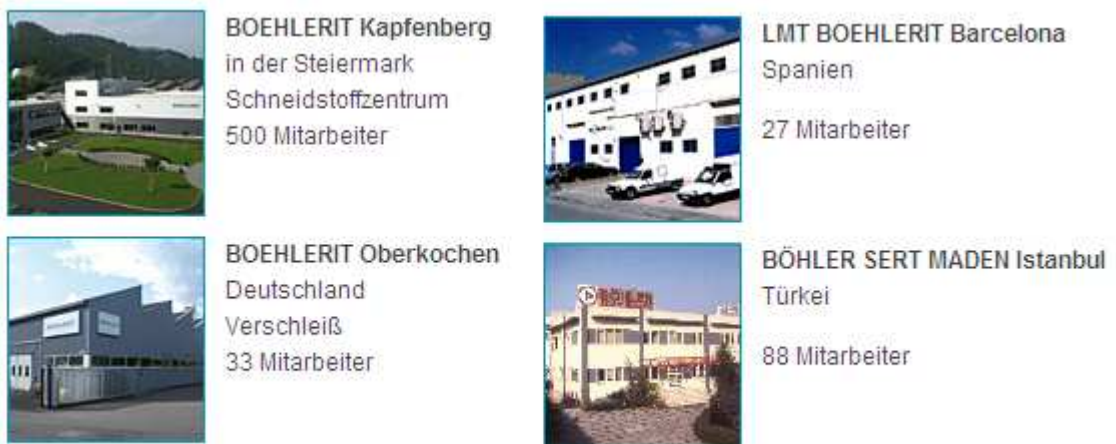 BOEHLERIT Kapfenberg
in der Steiermark
Schneidstoffzentrum
500 Mitarbeiter
LMT BOEHLERIT Barcelona
Spanien
27 Mitarbeiter
BOEHLERIT Oberkochen
Deutschland
Verschleiß
33 Mitarbeiter
BÖHLER SERT MADEN Istanbul
Türkei
88 Mitarbeiter